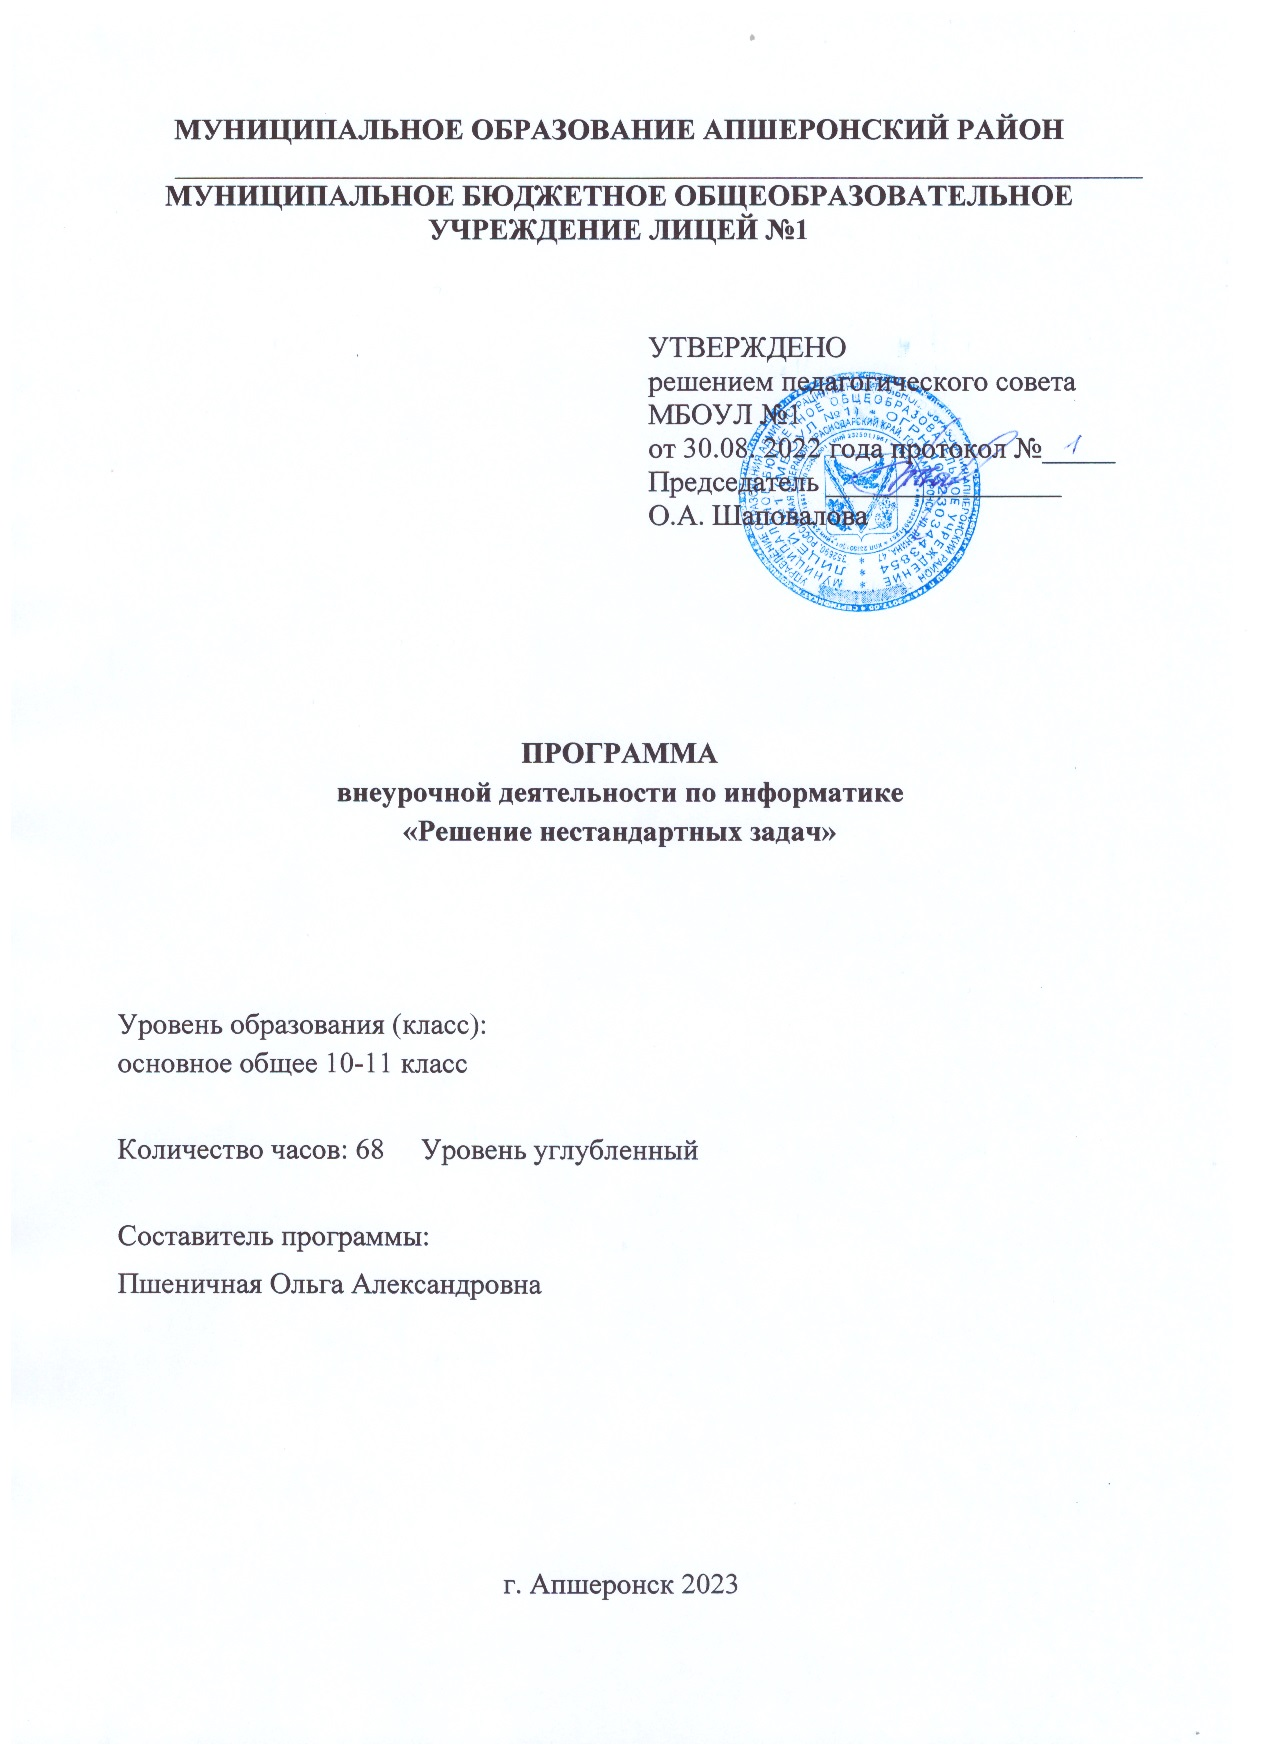 МУНИЦИПАЛЬНОЕ ОБРАЗОВАНИЕ АПШЕРОНСКИЙ РАЙОН
МУНИЦИПАЛЬНОЕ БЮДЖЕТНОЕ ОБЩЕОБРАЗОВАТЕЛЬНОЕ
УЧРЕЖДЕНИЕ ЛИЦЕЙ №1
УТВЕРЖДЕНО
решением педагогического совета
МБОУЛ №1
от 30.08. 2022 года протокол № 1
Председатель
О.А. Шаповалова
ПРОГРАММА
внеурочной деятельности по информатике
«Решение нестандартных задач»
Уровень образования (класс):
основное общее 10-11 класс
Количество часов: 68 Уровень углубленный
Составитель программы:
Пшеничная Ольга Александровна
г. Апшеронск 2023